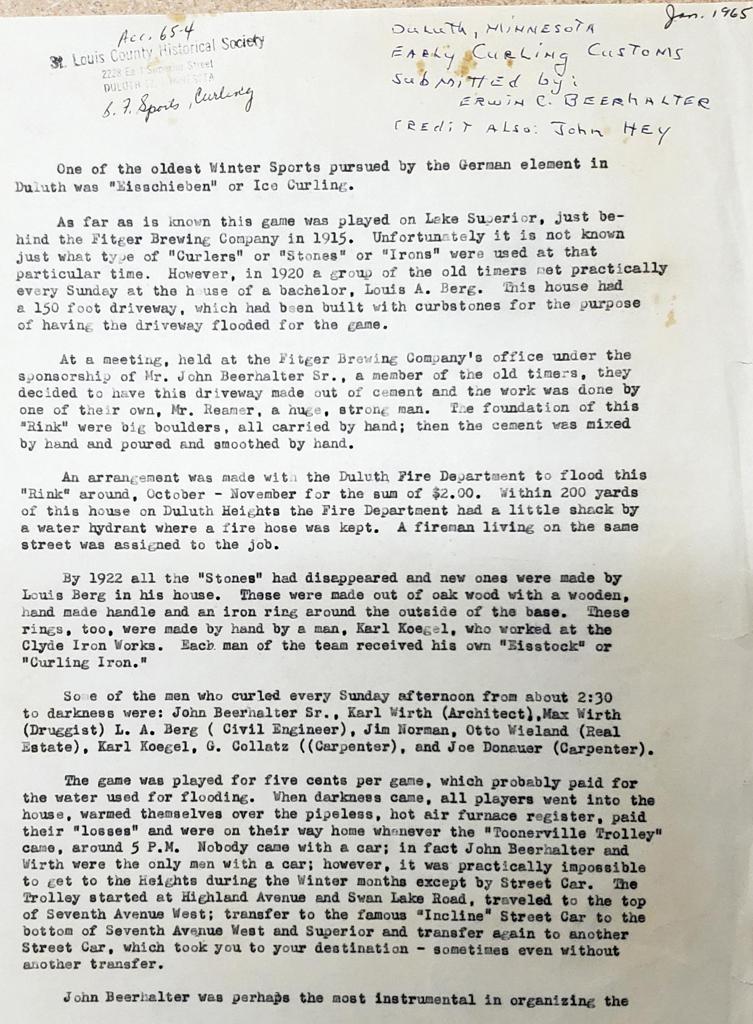 Jan. 1965
Acc. 65-4
St. Louis County Historical Society
2228 East Superior Street
DULUTH MINNESOTA
6. 7. Sports, Curling
DULUTH, MINNESOTA
EARLY CURLING CUSTOMS
SUBMITTED by:
ERWIN C. BEERHALTER
CREDIT ALSO: JOHN HEY
One of the oldest Winter Sports pursued by the German element in
Duluth was "Eisschieben" or Ice Curling.
As far as is known this game was played on Lake Superior, just be-
hind the Fitger Brewing Company in 1915. Unfortunately it is not known
just what type of "Curlers" or "Stones" or "Irons" were used at that
particular time. However, in 1920 a group of the old timers met practically
every Sunday at the house of a bachelor, Louis A. Berg. This house had
a 150 foot driveway, which had been built with curbstones for the purpose
of having the driveway flooded for the game.
At a meeting, held at the Fitger Brewing Company's office under the
sponsorship of Mr. John Beerhalter Sr., a member of the old timers, they
decided to have this driveway made out of cement and the work was done by
one of their own, Mr. Reamer, a huge, strong man. The foundation of this
"Rink" were big boulders, all carried by hand; then the cement was mixed
by hand and poured and smoothed by hand.
An arrangement was made with the Duluth Fire Department to flood this
"Rink" around, October - November for the sum of $2.00. Within 200 yards
of this house on Duluth Heights the Fire Department had a little shack by
a water hydrant where a fire hose was kept. A fireman living on the same
street was assigned to the job.
By 1922 all the "Stones" had disappeared and new ones were made by
Louis Berg in his house. These were made out of oak wood with a wooden,
hand made handle and an iron ring around the outside of the base. These
rings, too, were made by hand by a man, Karl Koegel, who worked at the
Clyde Iron Works. Each man of the team received his own "Eisstock" or
"Curling Iron."
Some of the men who curled every Sunday afternoon from about 2:30
to darkness were: John Beerhalter Sr., Karl Wirth (Architect),Max Wirth
(Druggist) L. A. Berg ( Civil Engineer), Jim Norman, Otto Wieland (Real
Estate), Karl Koegel, G. Collatz ((Carpenter), and Joe Donauer (Carpenter).
The game was played for five cents per game, which probably paid for
the water used for flooding. When darkness came, all players went into the
house, warmed themselves over the pipeless, hot air furnace register, paid
their "losses" and were on their way home whenever the "Toonerville Trolley"
came, around 5 P.M. Nobody came with a car; in fact John Beerhalter and
Wirth were the only men with a car; however, it was practically impossible
to get to the Heights during the Winter months except by Street Car. The
Trolley started at Highland Avenue and Swan Lake Road, traveled to the top
of Seventh Avenue West; transfer to the famous "Incline" Street Car to the
bottom of Seventh Avenue West and Superior and transfer again to another
Street Car, which took you to your destination - sometimes even without
another transfer.
John Beerhalter was perhaps the most instrumental in organizing the